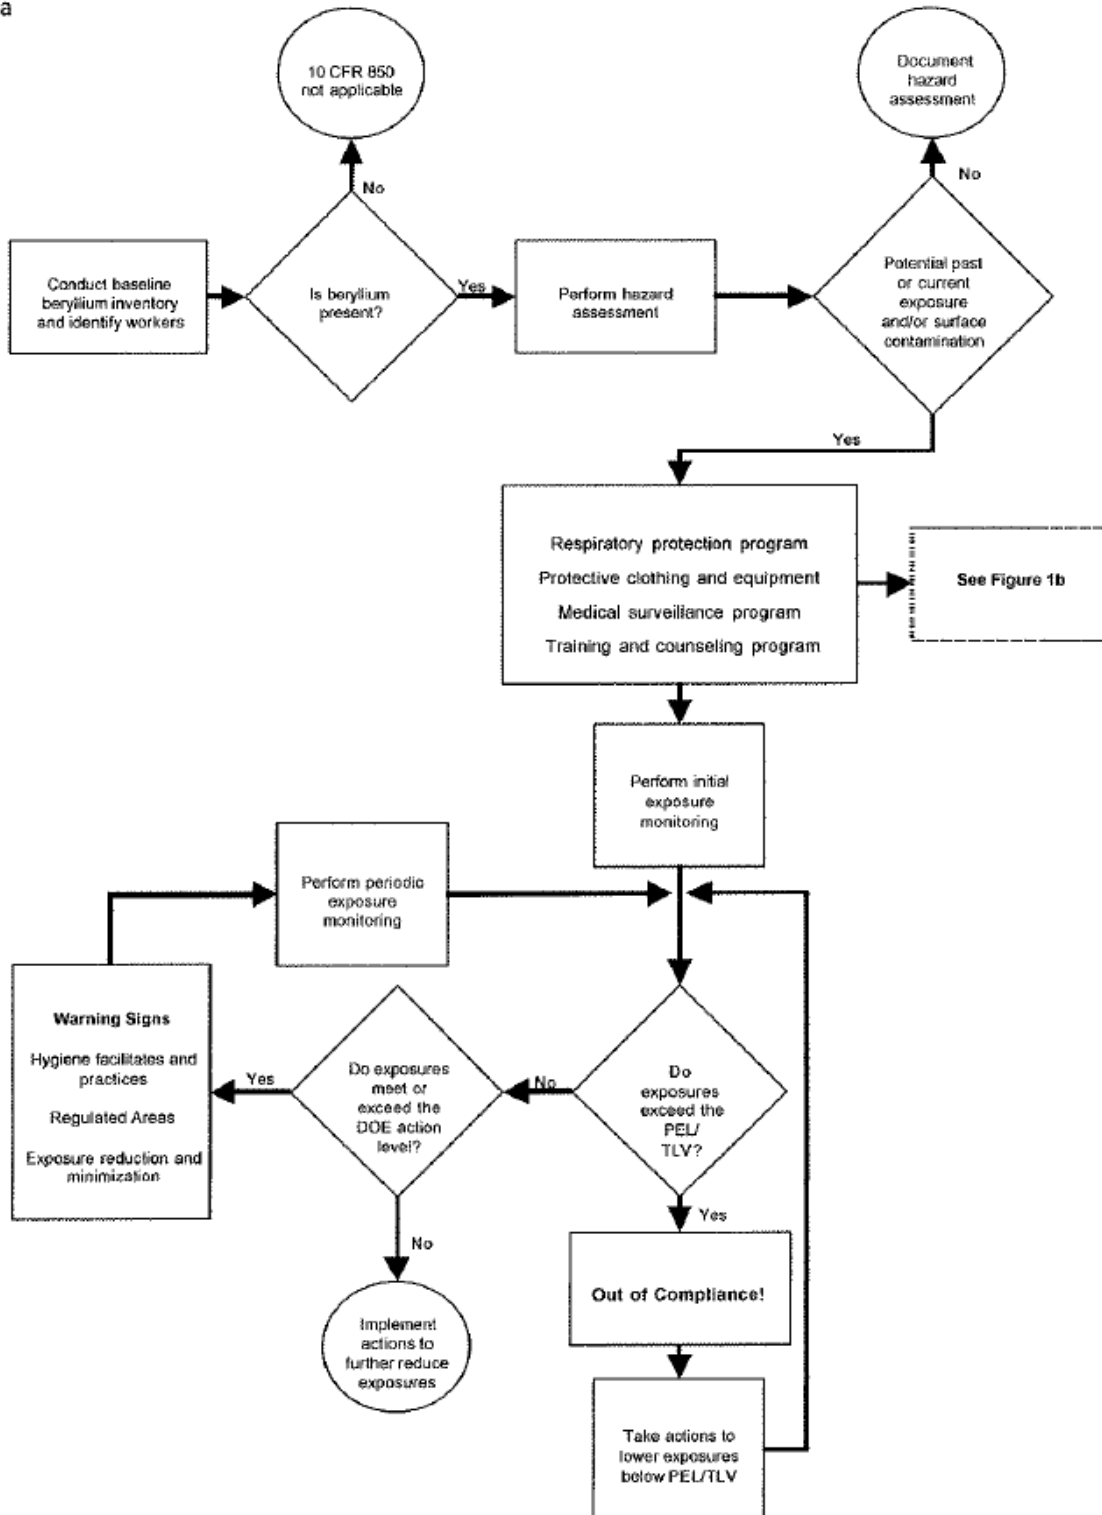 a
10 CFR 850
not applicable
Document
hazard
assessment
No
No
Conduct baseline
beryllium inventory
and identify workers
Is beryllium
present?
Yes
Perform hazard
assessment
Potential past
or current
exposure
and/or surface
contamination
Yes
Respiratory protection program
Protective clothing and equipment
Medical surveillance program
Training and counseling program
See Figure 1b
Perform initial
exposure
monitoring
Perform periodic
exposure
monitoring
Warning Signs
Hygiene facilitates and
practices
Regulated Areas
Exposure reduction and
minimization
Yes
Do exposures
meet or
exceed the
DOE action
level?
No
Do
exposures
exceed the
PEL/
TLV?
Yes
No
Out of Compliance!
Implement
actions to
further reduce
exposures
Take actions to
lower exposures
below PEL/TLV